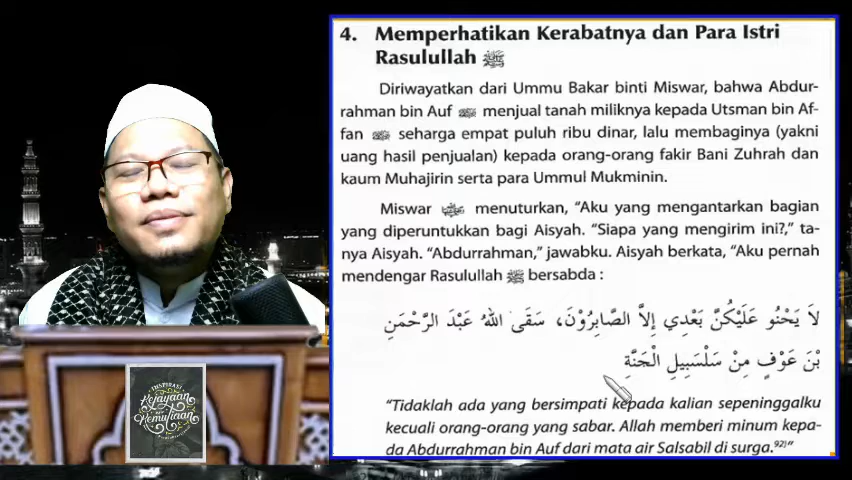 4. Memperhatikan Kerabatnya dan Para Istri
Rasulullah ﷺ
Diriwayatkan dari Ummu Bakar binti Miswar, bahwa Abdur-
rahman bin Auf menjual tanah miliknya kepada Utsman bin Af-
fan seharga empat puluh ribu dinar, lalu membaginya (yakni
uang hasil penjualan) kepada orang-orang fakir Bani Zuhrah dan
kaum Muhajirin serta para Ummul Mukminin.
Miswar menuturkan, “Aku yang mengantarkan bagian
yang diperuntukkan bagi Aisyah. “Siapa yang mengirim ini?,” ta-
nya Aisyah. “Abdurrahman,” jawabku. Aisyah berkata, “Aku pernah
mendengar Rasulullah ﷺ bersabda :
لاَ يَحْنُو عَلَيْكُنَّ بَعْدِي إِلاَّ الصَّابِرُوْنَ، سَقَى اللهُ عَبْدَ الرَّحْمَنِ
بْنَ عَوْفٍ مِنْ سَلْسَبِيلِ الْجَنَّةِ
“Tidaklah ada yang bersimpati kepada kalian sepeninggalku
kecuali orang-orang yang sabar. Allah memberi minum kepa-
da Abdurrahman bin Auf dari mata air Salsabil di surga.⁹²⁾”
INSPIRASI
Kejayaan
Kemuliaan